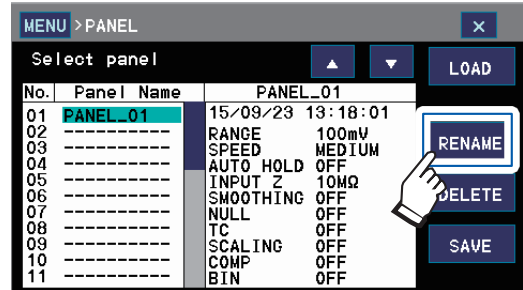 MENU > PANEL ×
Select panel ▲ ▼ LOAD
No. Panel Name PANEL_01
01 PANEL_01 15/09/23 13:18:01
02 ---------- RANGE 100mV
03 ---------- SPEED MEDIUM
04 ---------- AUTO HOLD OFF
05 ---------- INPUT Z 10MΩ
06 ---------- SMOOTHING OFF
07 ---------- NULL OFF
08 ---------- TC OFF
09 ---------- SCALING OFF
10 ---------- COMP OFF
11 ---------- BIN OFF
RENAME
DELETE
SAVE